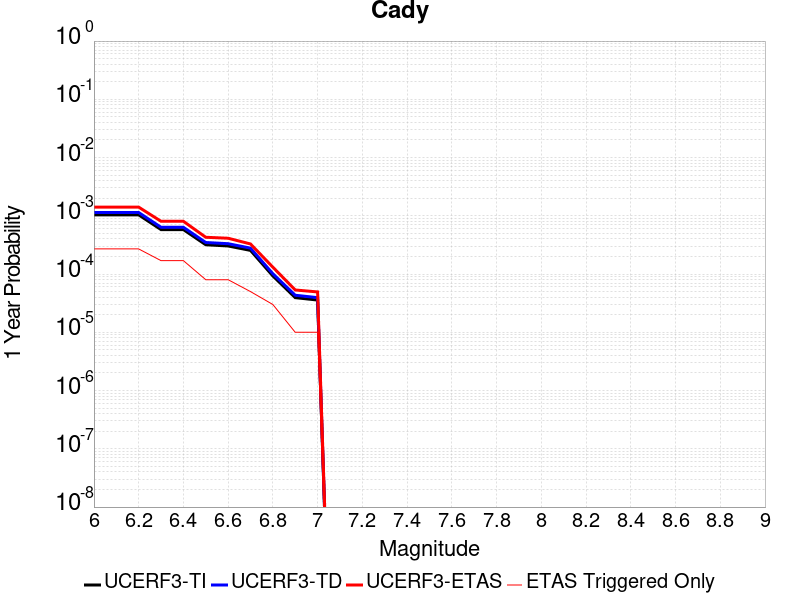 Cady
10^0
10^-1
10^-2
10^-3
10^-4
10^-5
10^-6
10^-7
10^-8
1 Year Probability
6 6.2 6.4 6.6 6.8 7 7.2 7.4 7.6 7.8 8 8.2 8.4 8.6 8.8 9
Magnitude
UCERF3-TI UCERF3-TD UCERF3-ETAS ETAS Triggered Only